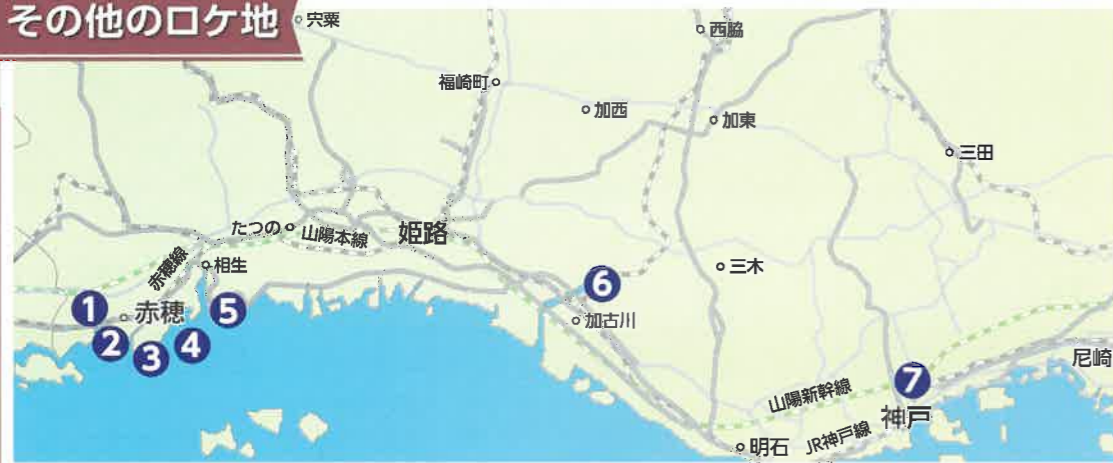 その他のロケ地
宍粟
西脇
福崎町
加西
加東
三田
たつの
山陽本線
姫路
赤穂線
相生
三木
6
1
赤穂
5
加古川
2
3
4
7
尼崎
山陽新幹線
神戸
明石
JR神戸線